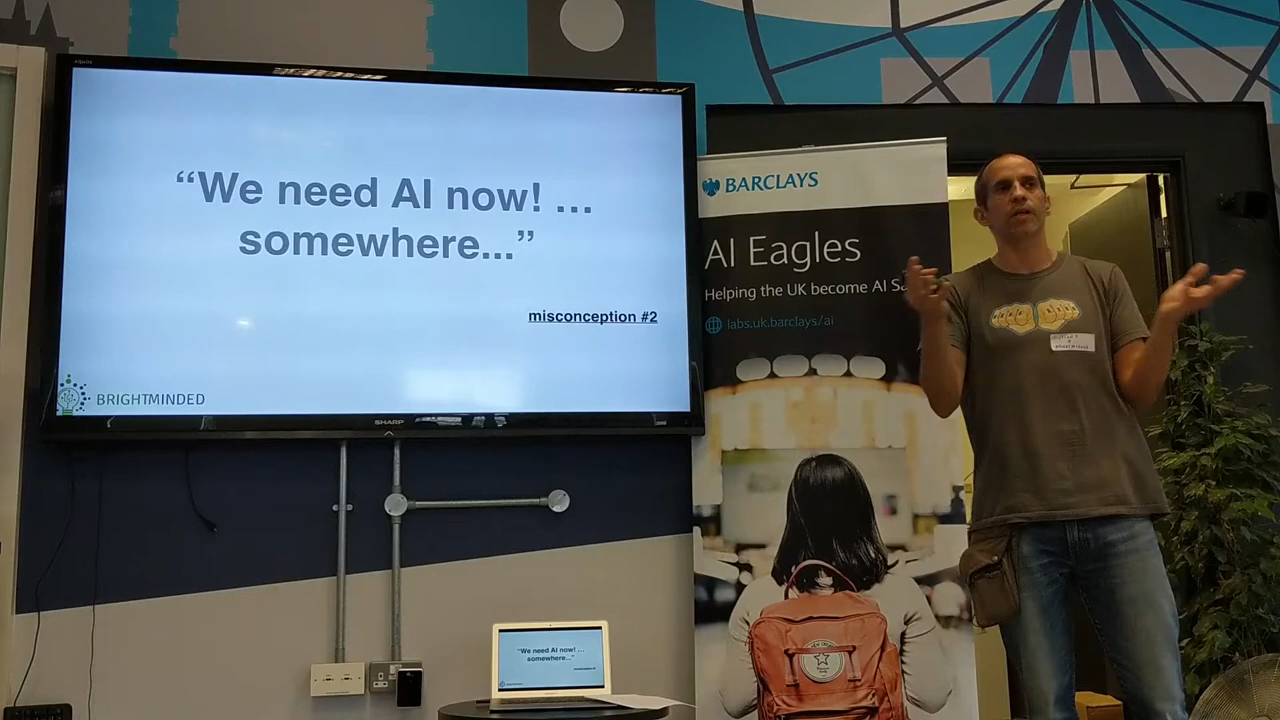 “We need AI now! ...
somewhere...”
misconception #2
BRIGHTMINDED
SHARP
BARCLAYS
AI Eagles
Helping the UK become AI
labs.uk.barclays/ai
“We need AI now! ...
somewhere...”